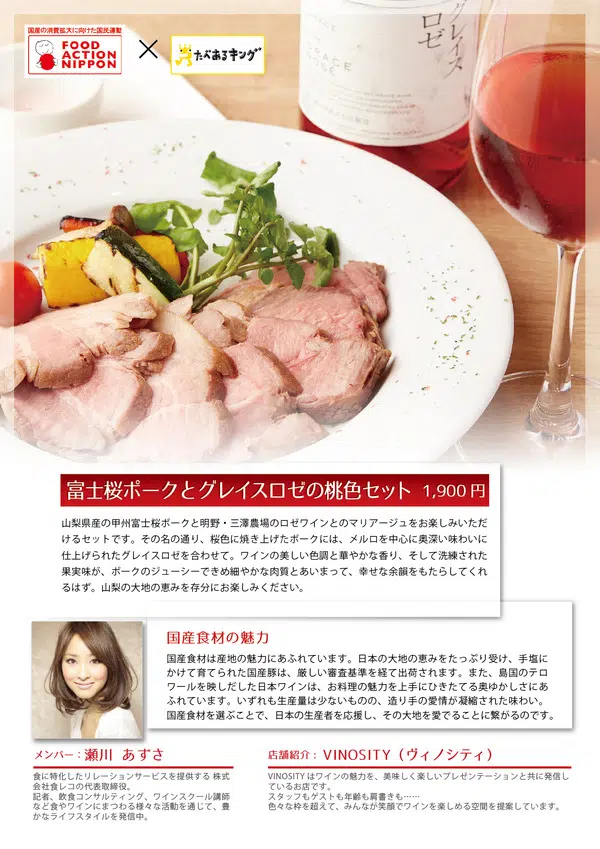 国産の消費拡大に向けた国民運動
FOOD
ACTION
NIPPON
×
たべあるキング
グレイス
ロゼ
富士桜ポークとグレイスロゼの桃色セット 1,900 円
山梨県産の甲州富士桜ポークと明野・三澤農場のロゼワインとのマリアージュをお楽しみいただ
けるセットです。その名の通り、桜色に焼き上げたポークには、メルロを中心に奥深い味わいに
仕上げられたグレイスロゼを合わせて。ワインの美しい色調と華やかな香り、そして洗練された
果実味が、ポークのジューシーできめ細やかな肉質とあいまって、幸せな余韻をもたらしてくれ
るはず。山梨の大地の恵みを存分にお楽しみください。
国産食材の魅力
国産食材は産地の魅力にあふれています。日本の大地の恵みをたっぷり受け、手塩に
かけて育てられた国産豚は、厳しい審査基準を経て出荷されます。また、島国のテロ
ワールを映しだした日本ワインは、お料理の魅力を上手にひきたてる奥ゆかしさにあ
ふれています。いずれも生産量は少ないものの、造り手の愛情が凝縮された味わい。
国産食材を選ぶことで、日本の生産者を応援し、その大地を愛でることに繋がるのです。
メンバー：瀬川 あずさ
食に特化したリレーションサービスを提供する 株式
会社食レコの代表取締役。
記者、飲食コンサルティング、ワインスクール講師
など食やワインにまつわる様々な活動を通じて、豊
かなライフスタイルを発信中。
店舗紹介：VINOSITY（ヴィノシティ）
VINOSITYはワインの魅力を、美味しく楽しいプレゼンテーションと共に発信し
ているお店です。
スタッフもゲストも年齢も肩書きも……
色々な枠を超えて、みんなが笑顔でワインを楽しめる空間を提案しています。